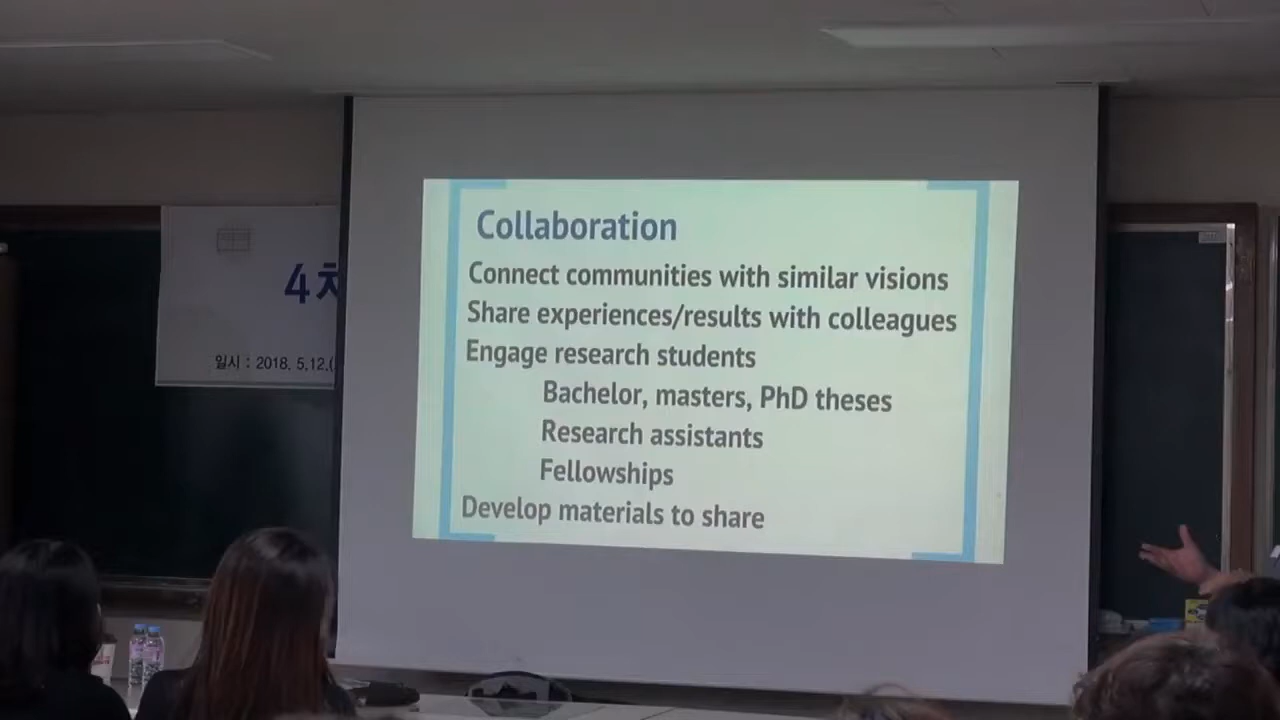 4차
일시 : 2018. 5.12.(
Collaboration
Connect communities with similar visions
Share experiences/results with colleagues
Engage research students
Bachelor, masters, PhD theses
Research assistants
Fellowships
Develop materials to share